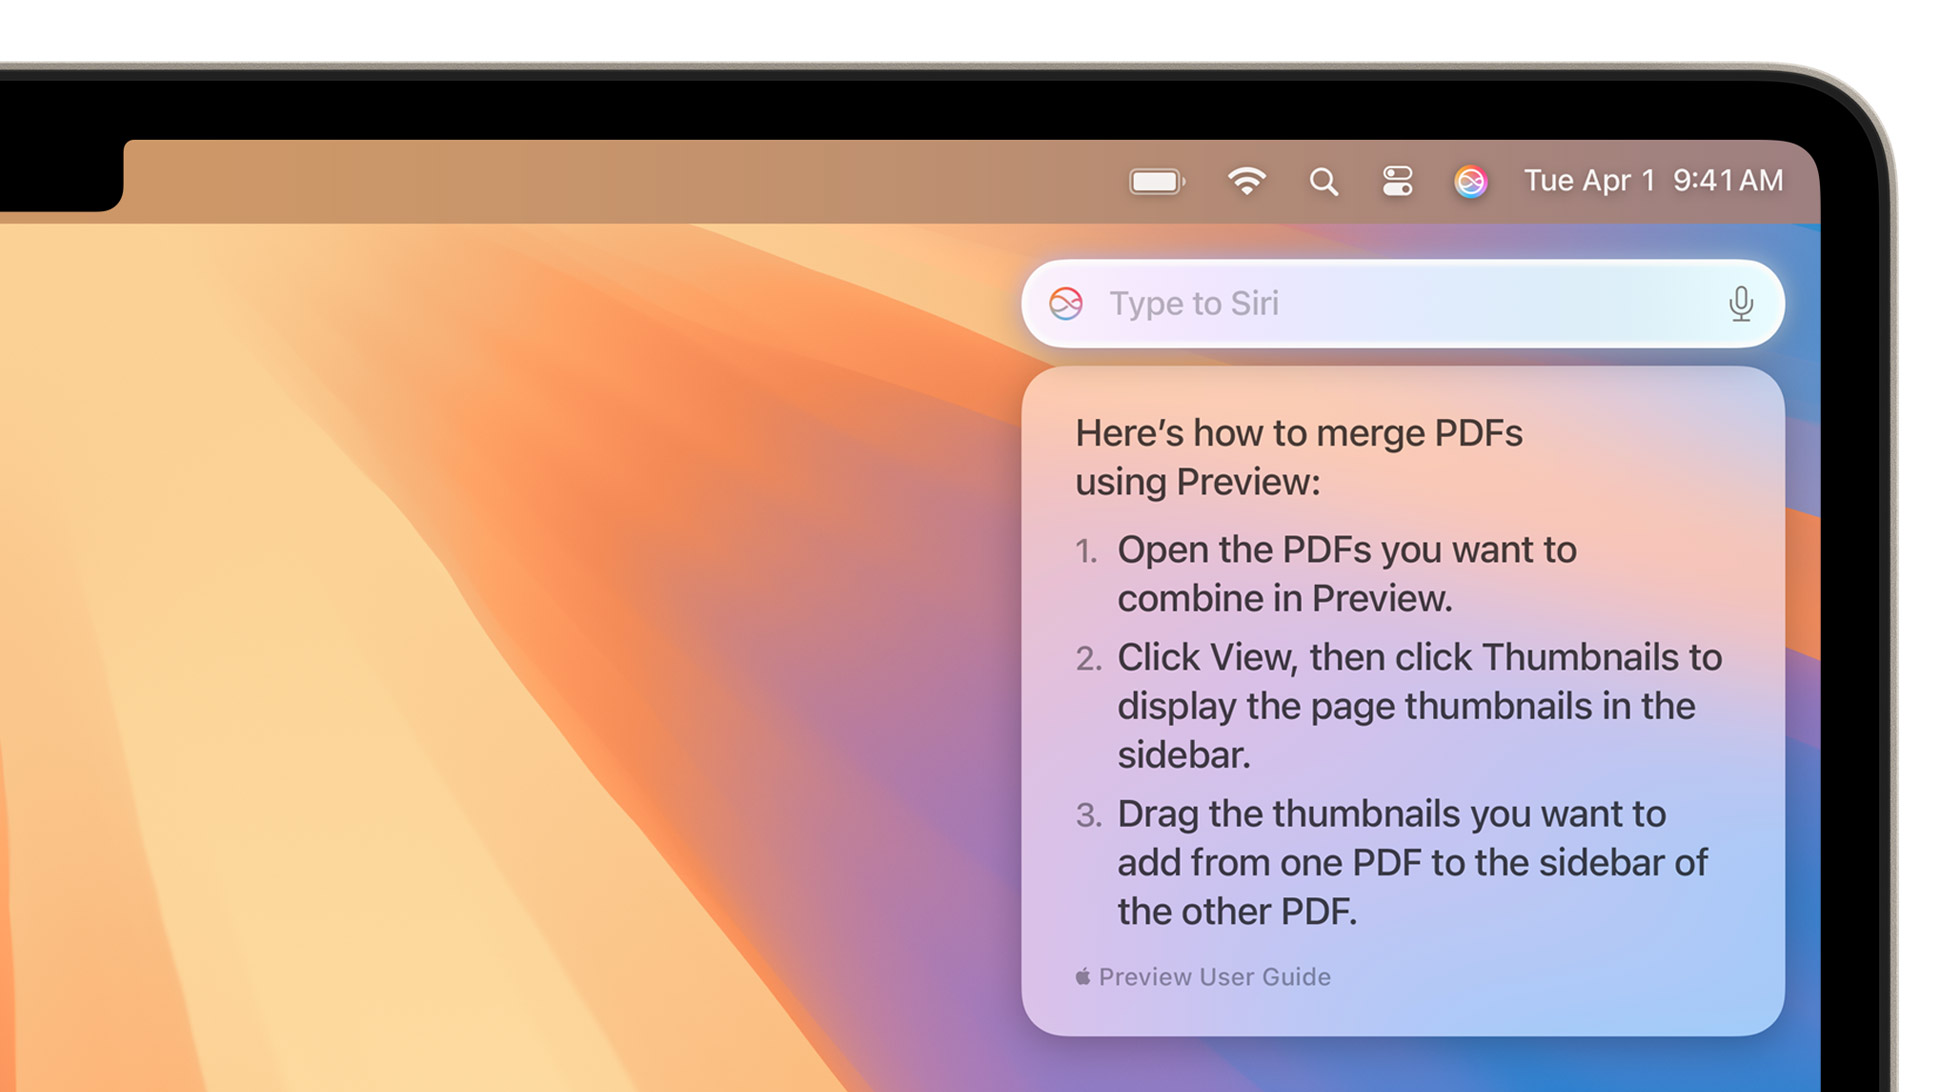 Tue Apr 1 9:41 AM
Type to Siri
Here’s how to merge PDFs
using Preview:
1. Open the PDFs you want to
combine in Preview.
2. Click View, then click Thumbnails to
display the page thumbnails in the
sidebar.
3. Drag the thumbnails you want to
add from one PDF to the sidebar of
the other PDF.
Preview User Guide